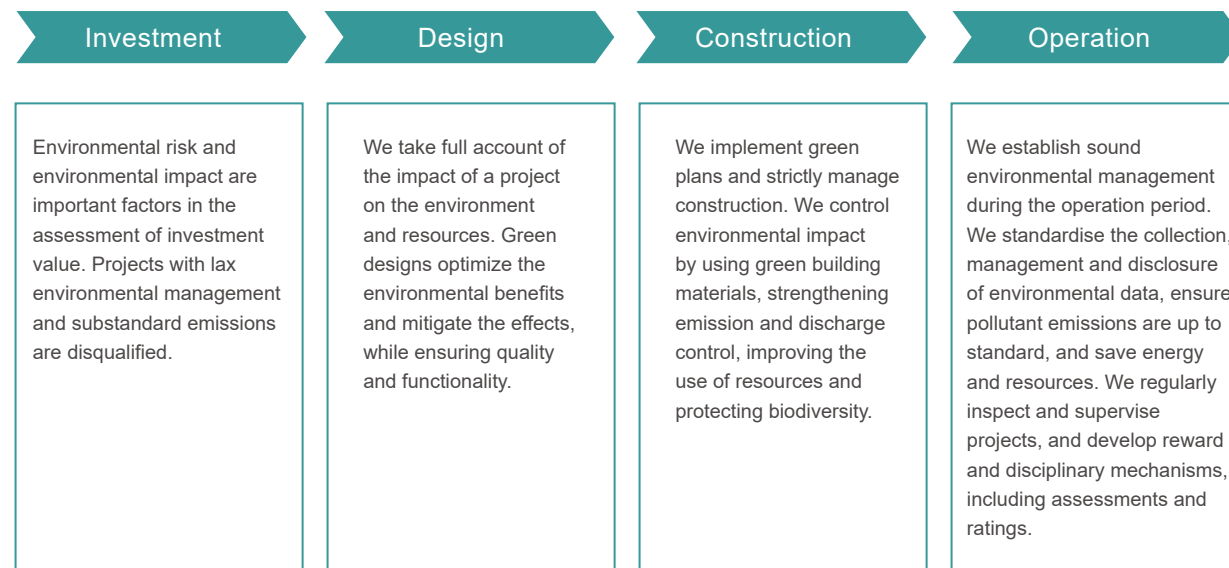 Investment
Design
Construction
Operation
Environmental risk and
environmental impact are
important factors in the
assessment of investment
value. Projects with lax
environmental management
and substandard emissions
are disqualified.
We take full account of
the impact of a project
on the environment
and resources. Green
designs optimize the
environmental benefits
and mitigate the effects,
while ensuring quality
and functionality.
We implement green
plans and strictly manage
construction. We control
environmental impact
by using green building
materials, strengthening
emission and discharge
control, improving the
use of resources and
protecting biodiversity.
We establish sound
environmental management
during the operation period.
We standardise the collection,
management and disclosure
of environmental data, ensure
pollutant emissions are up to
standard, and save energy
and resources. We regularly
inspect and supervise
projects, and develop reward
and disciplinary mechanisms,
including assessments and
ratings.